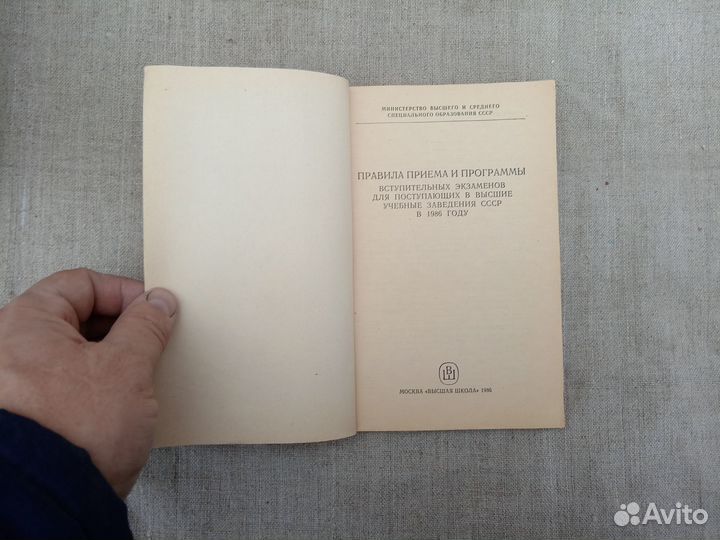 МИНИСТЕРСТВО ВЫСШЕГО И СРЕДНЕГО
СПЕЦИАЛЬНОГО ОБРАЗОВАНИЯ СССР
ПРАВИЛА ПРИЕМА И ПРОГРАММЫ
ВСТУПИТЕЛЬНЫХ ЭКЗАМЕНОВ
ДЛЯ ПОСТУПАЮЩИХ В ВЫСШИЕ
УЧЕБНЫЕ ЗАВЕДЕНИЯ СССР
В 1986 ГОДУ
ВШ
МОСКВА «ВЫСШАЯ ШКОЛА» 1986
Avito